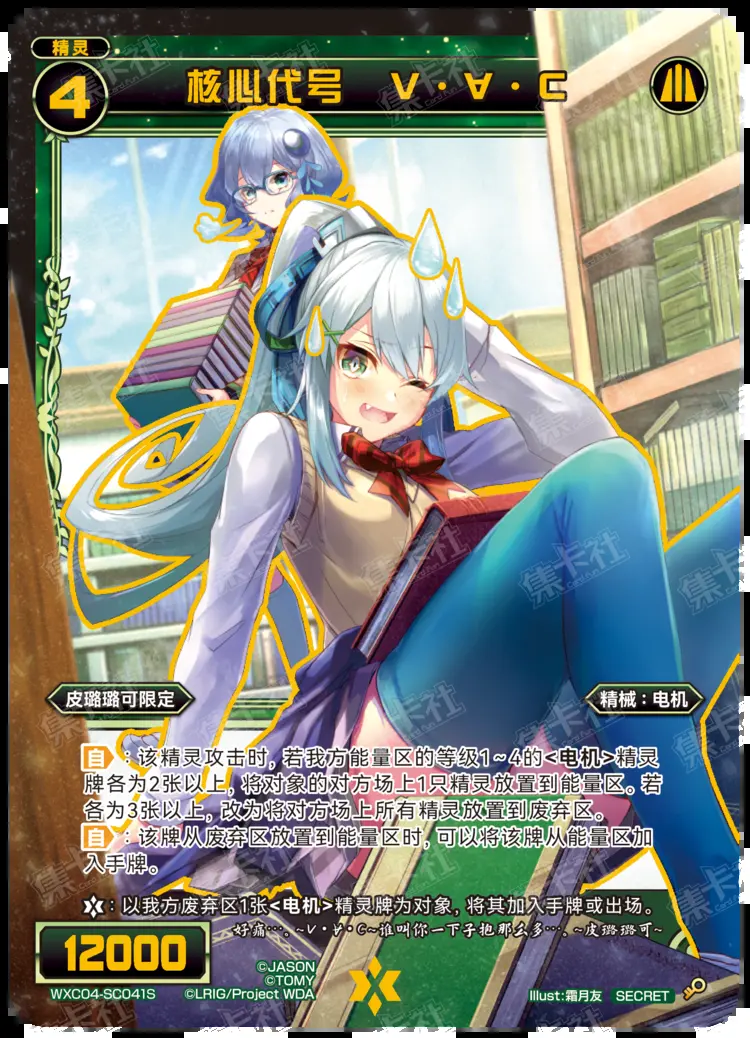 精灵
4
核心代号 V·∀·C
皮璐璐可限定
精械：电机
自：该精灵攻击时，若我方能量区的等级1~4的<电机>精灵
牌各为2张以上，将对象的对方场上1只精灵放置到能量区。若
各为3张以上，改为将对方场上所有精灵放置到废弃区。
自：该牌从废弃区放置到能量区时，可以将该牌从能量区加
入手牌。
：以我方废弃区1张<电机>精灵牌为对象，将其加入手牌或出场。
好痛…。~V·∀·C~谁叫你一下子抱那么多…。~皮璐璐可~
12000
©JASON
©TOMY
WXC04-SC041S ©LRIG/Project WDA
Illust:霜月友 SECRET
集卡社
Card Fun Club